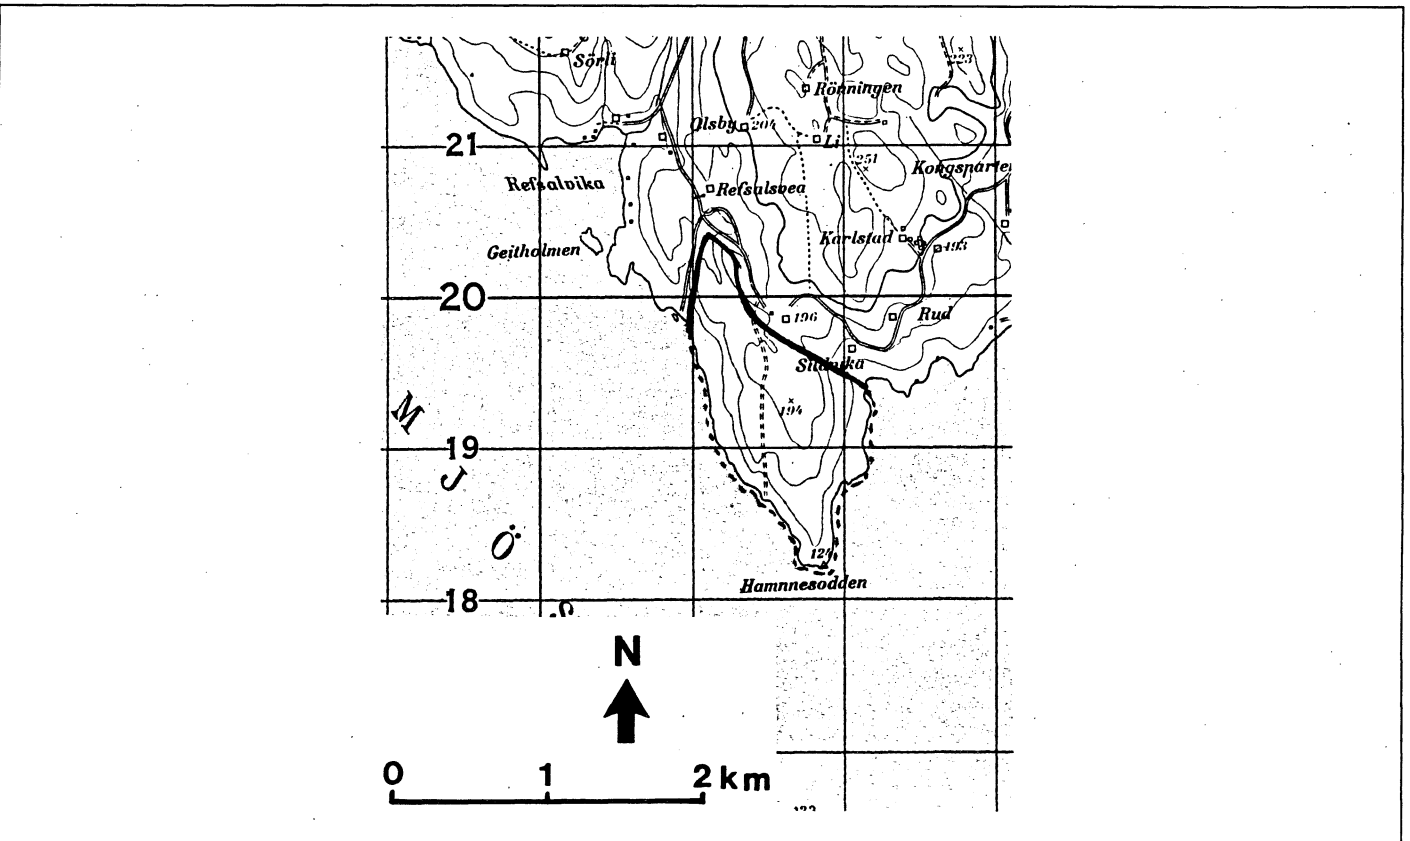 Sörli
223
Rönningen
Olsby 204
Li
21
251
Kongsparten
Refsalvika
Refsalsvea
Karlstad
193
Geitholmen
20
196
Rud
Sildvika
194
M
19
J
Ö
124
Hamnnesodden
18
S
N
0 1 2 km